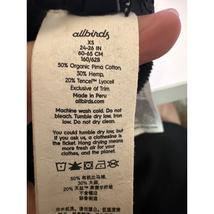 allbirds
XS
24-26 IN
60-65 CM
160/62B
50% Organic Pima Cotton
30% Hemp,
20% Tencel™ Lyocell
Exclusive of Trim
Made in Peru
allbirds.com
Machine wash cold. Do not
bleach. Tumble dry low. Iron
low. Do not dry clean.
You could tumble dry low, but
if you can, a clothesline is
the ticket. Hang drying
means more fresh air for
your clothes, and a healthier
planet.